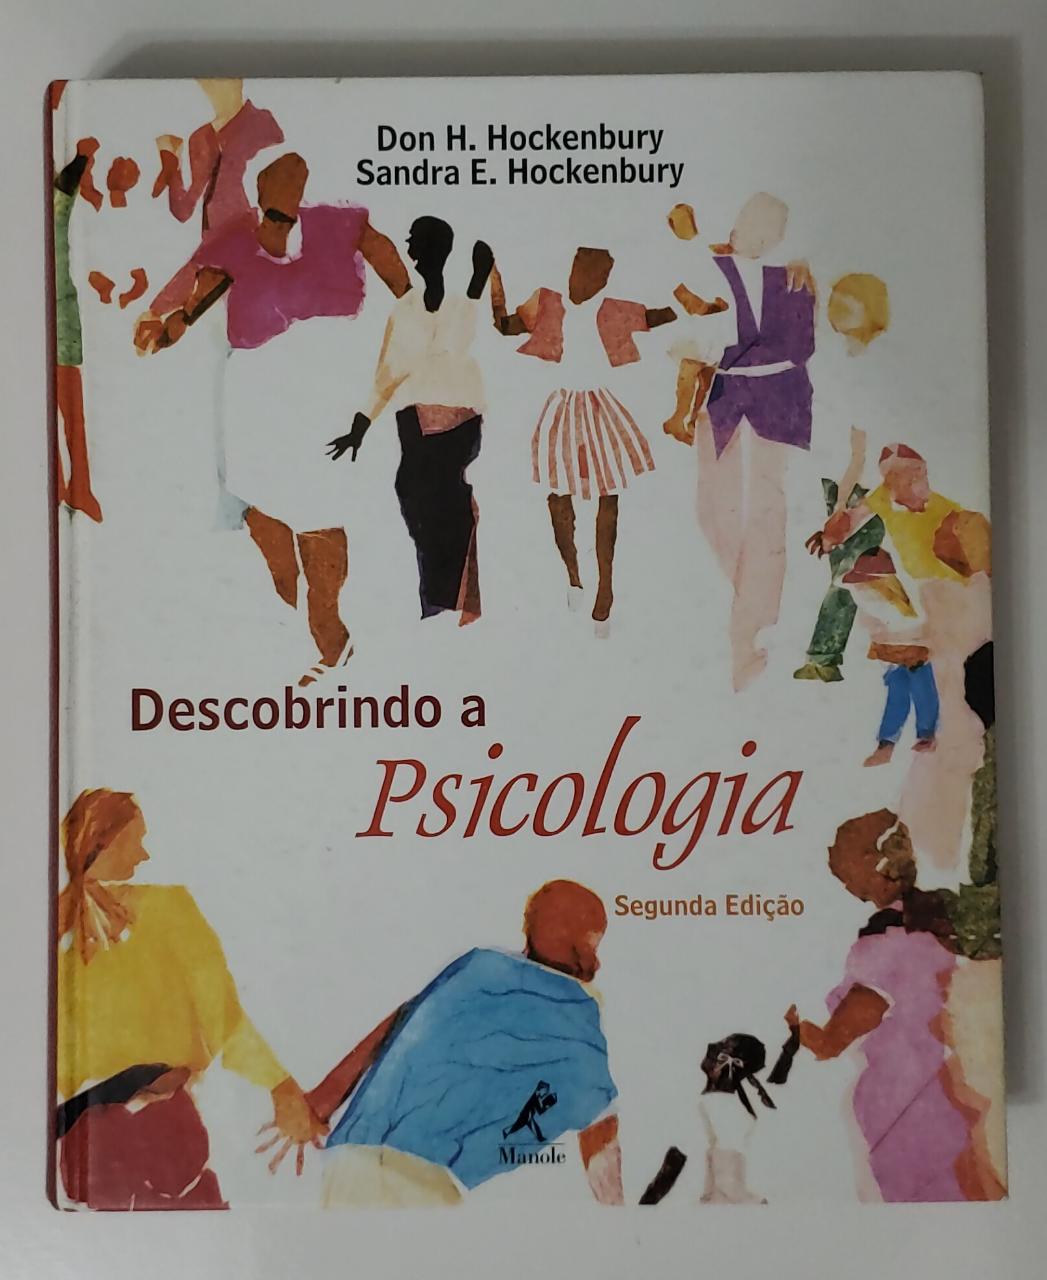 Don H. Hockenbury
Sandra E. Hockenbury
Descobrindo a
Psicologia
Segunda Edição
Manole